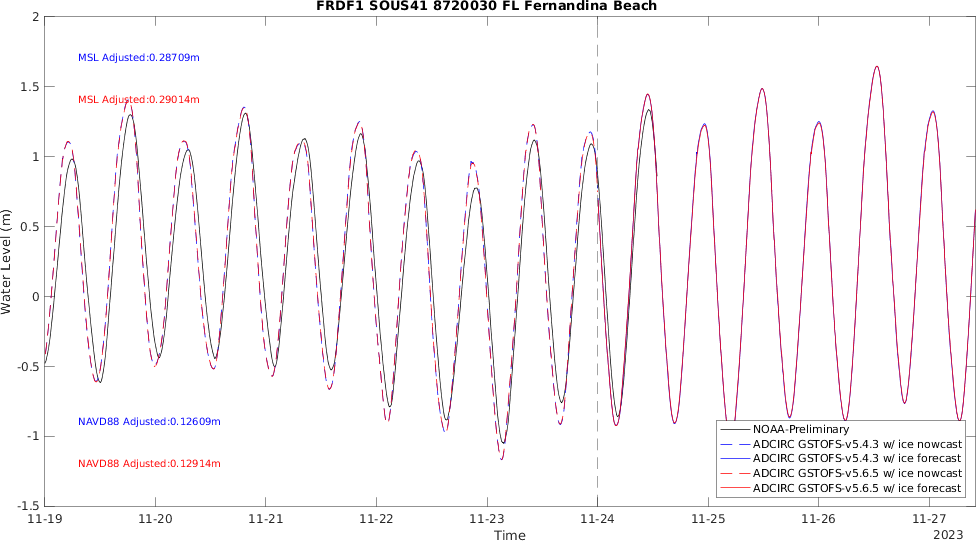 FRDF1 SOUS41 8720030 FL Fernandina Beach
2
1.5
1
0.5
0
-0.5
-1
-1.5
Water Level (m)
MSL Adjusted:0.28709m
MSL Adjusted:0.29014m
NAVD88 Adjusted:0.12609m
NAVD88 Adjusted:0.12914m
NOAA-Preliminary
ADCIRC GSTOFS-v5.4.3 w/ ice nowcast
ADCIRC GSTOFS-v5.4.3 w/ ice forecast
ADCIRC GSTOFS-v5.6.5 w/ ice nowcast
ADCIRC GSTOFS-v5.6.5 w/ ice forecast
11-19 11-20 11-21 11-22 11-23 11-24 11-25 11-26 11-27
Time
2023